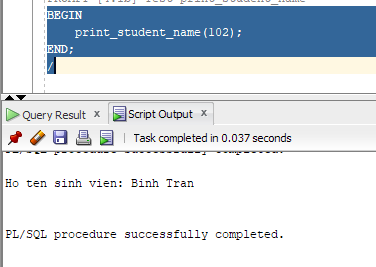 BEGIN
print_student_name(102);
END;
/
Query Result x
Script Output x
Task completed in 0.037 seconds
PL/SQL procedure successfully completed.
Ho ten sinh vien: Binh Tran
PL/SQL procedure successfully completed.